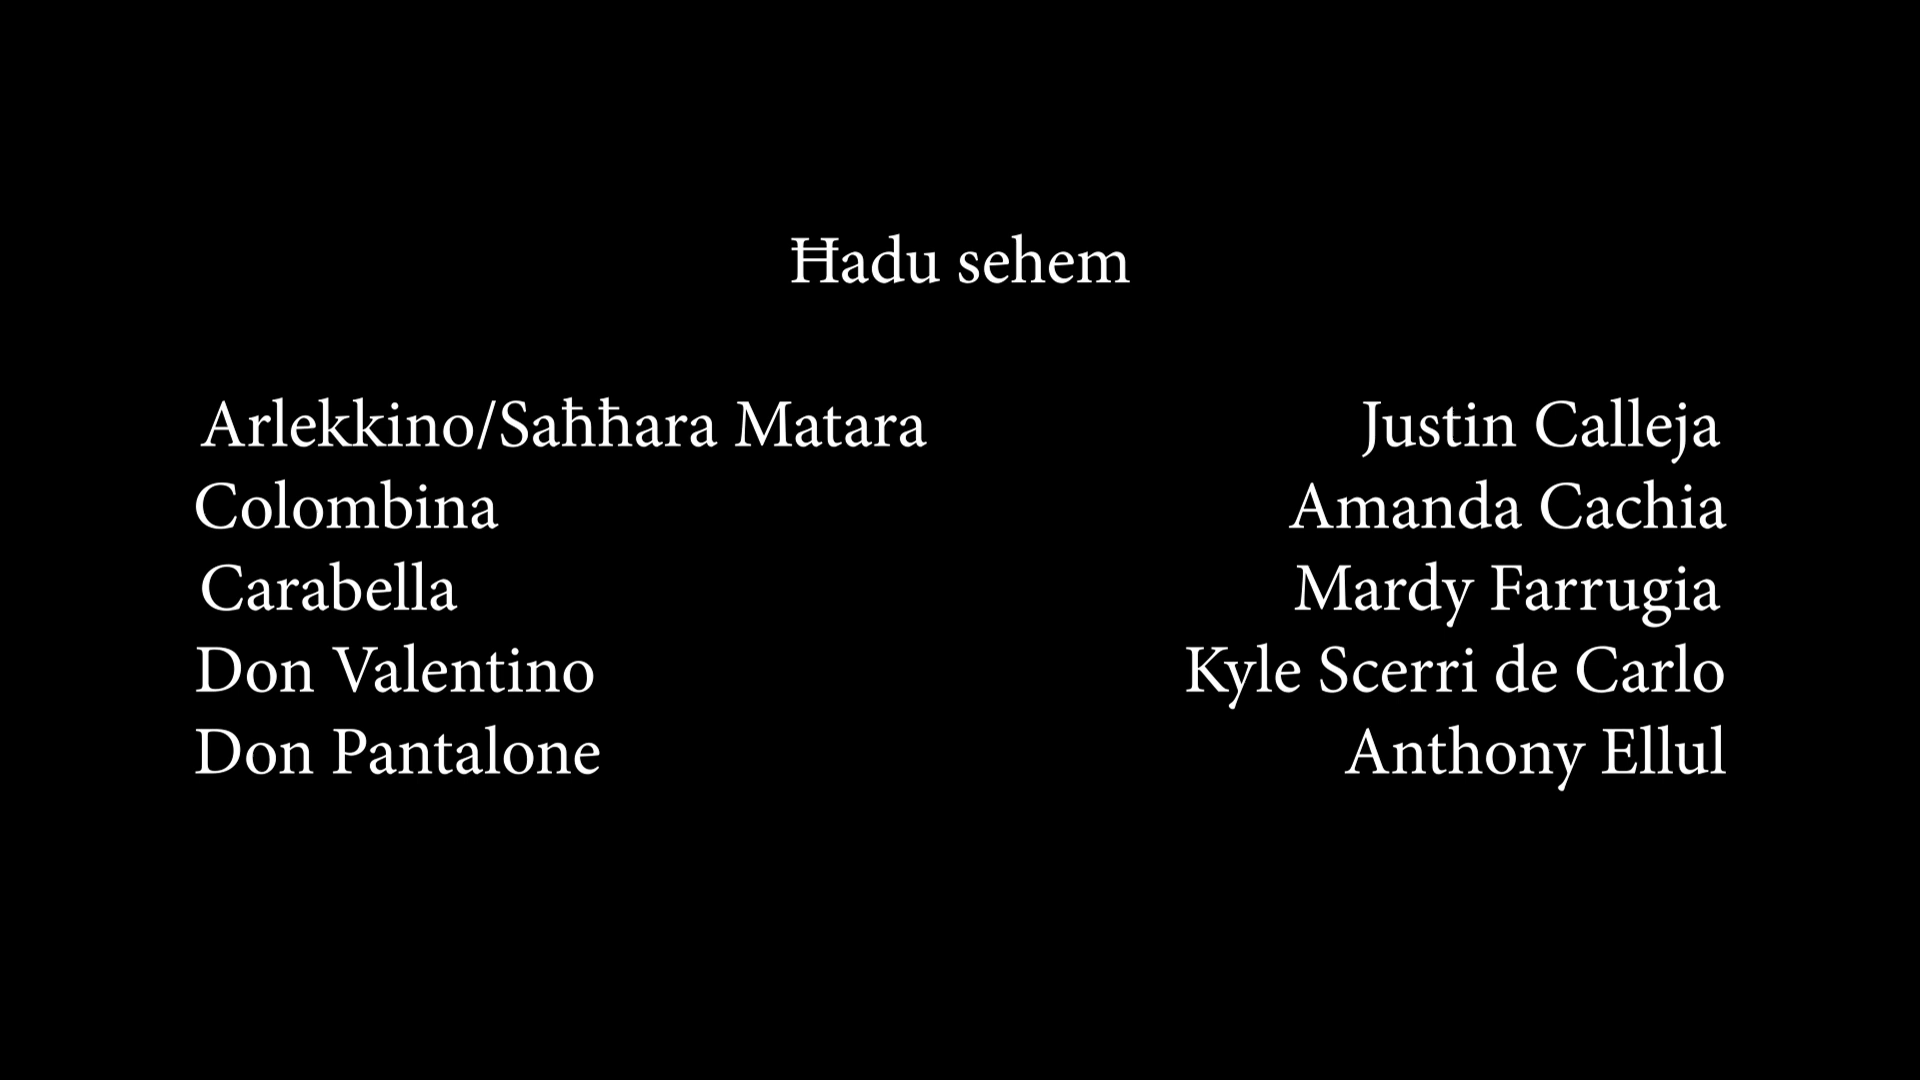 Ħadu sehem
Arlekkino/Saħħara Matara Justin Calleja
Colombina Amanda Cachia
Carabella Mardy Farrugia
Don Valentino Kyle Scerri de Carlo
Don Pantalone Anthony Ellul